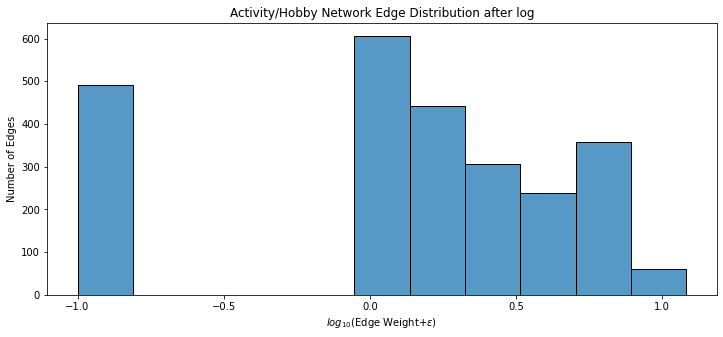 Activity/Hobby Network Edge Distribution after log
Number of Edges
600
500
400
300
200
100
0
−1.0 −0.5 0.0 0.5 1.0
log₁₀(Edge Weight+ε)